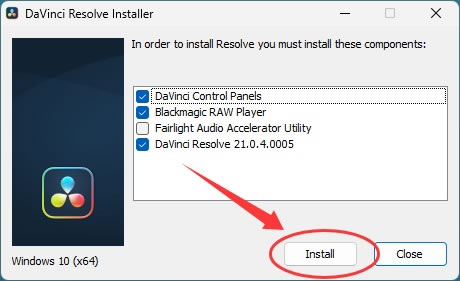 DaVinci Resolve Installer
In order to install Resolve you must install these components:
DaVinci Control Panels
Blackmagic RAW Player
Fairlight Audio Accelerator Utility
DaVinci Resolve 21.0.4.0005
Windows 10 (x64)
Install
Close